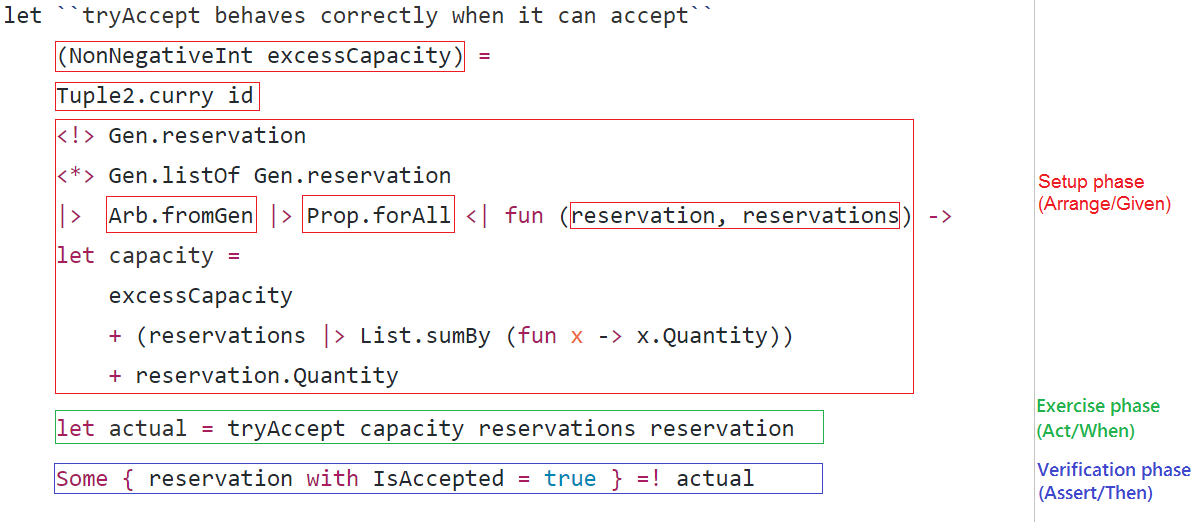 let ``tryAccept behaves correctly when it can accept``
(NonNegativeInt excessCapacity) =
Tuple2.curry id
<!> Gen.reservation
<*> Gen.listOf Gen.reservation
|> Arb.fromGen |> Prop.forAll <| fun (reservation, reservations) ->
let capacity =
excessCapacity
+ (reservations |> List.sumBy (fun x -> x.Quantity))
+ reservation.Quantity
let actual = tryAccept capacity reservations reservation
Some { reservation with IsAccepted = true } =! actual
Setup phase
(Arrange/Given)
Exercise phase
(Act/When)
Verification phase
(Assert/Then)